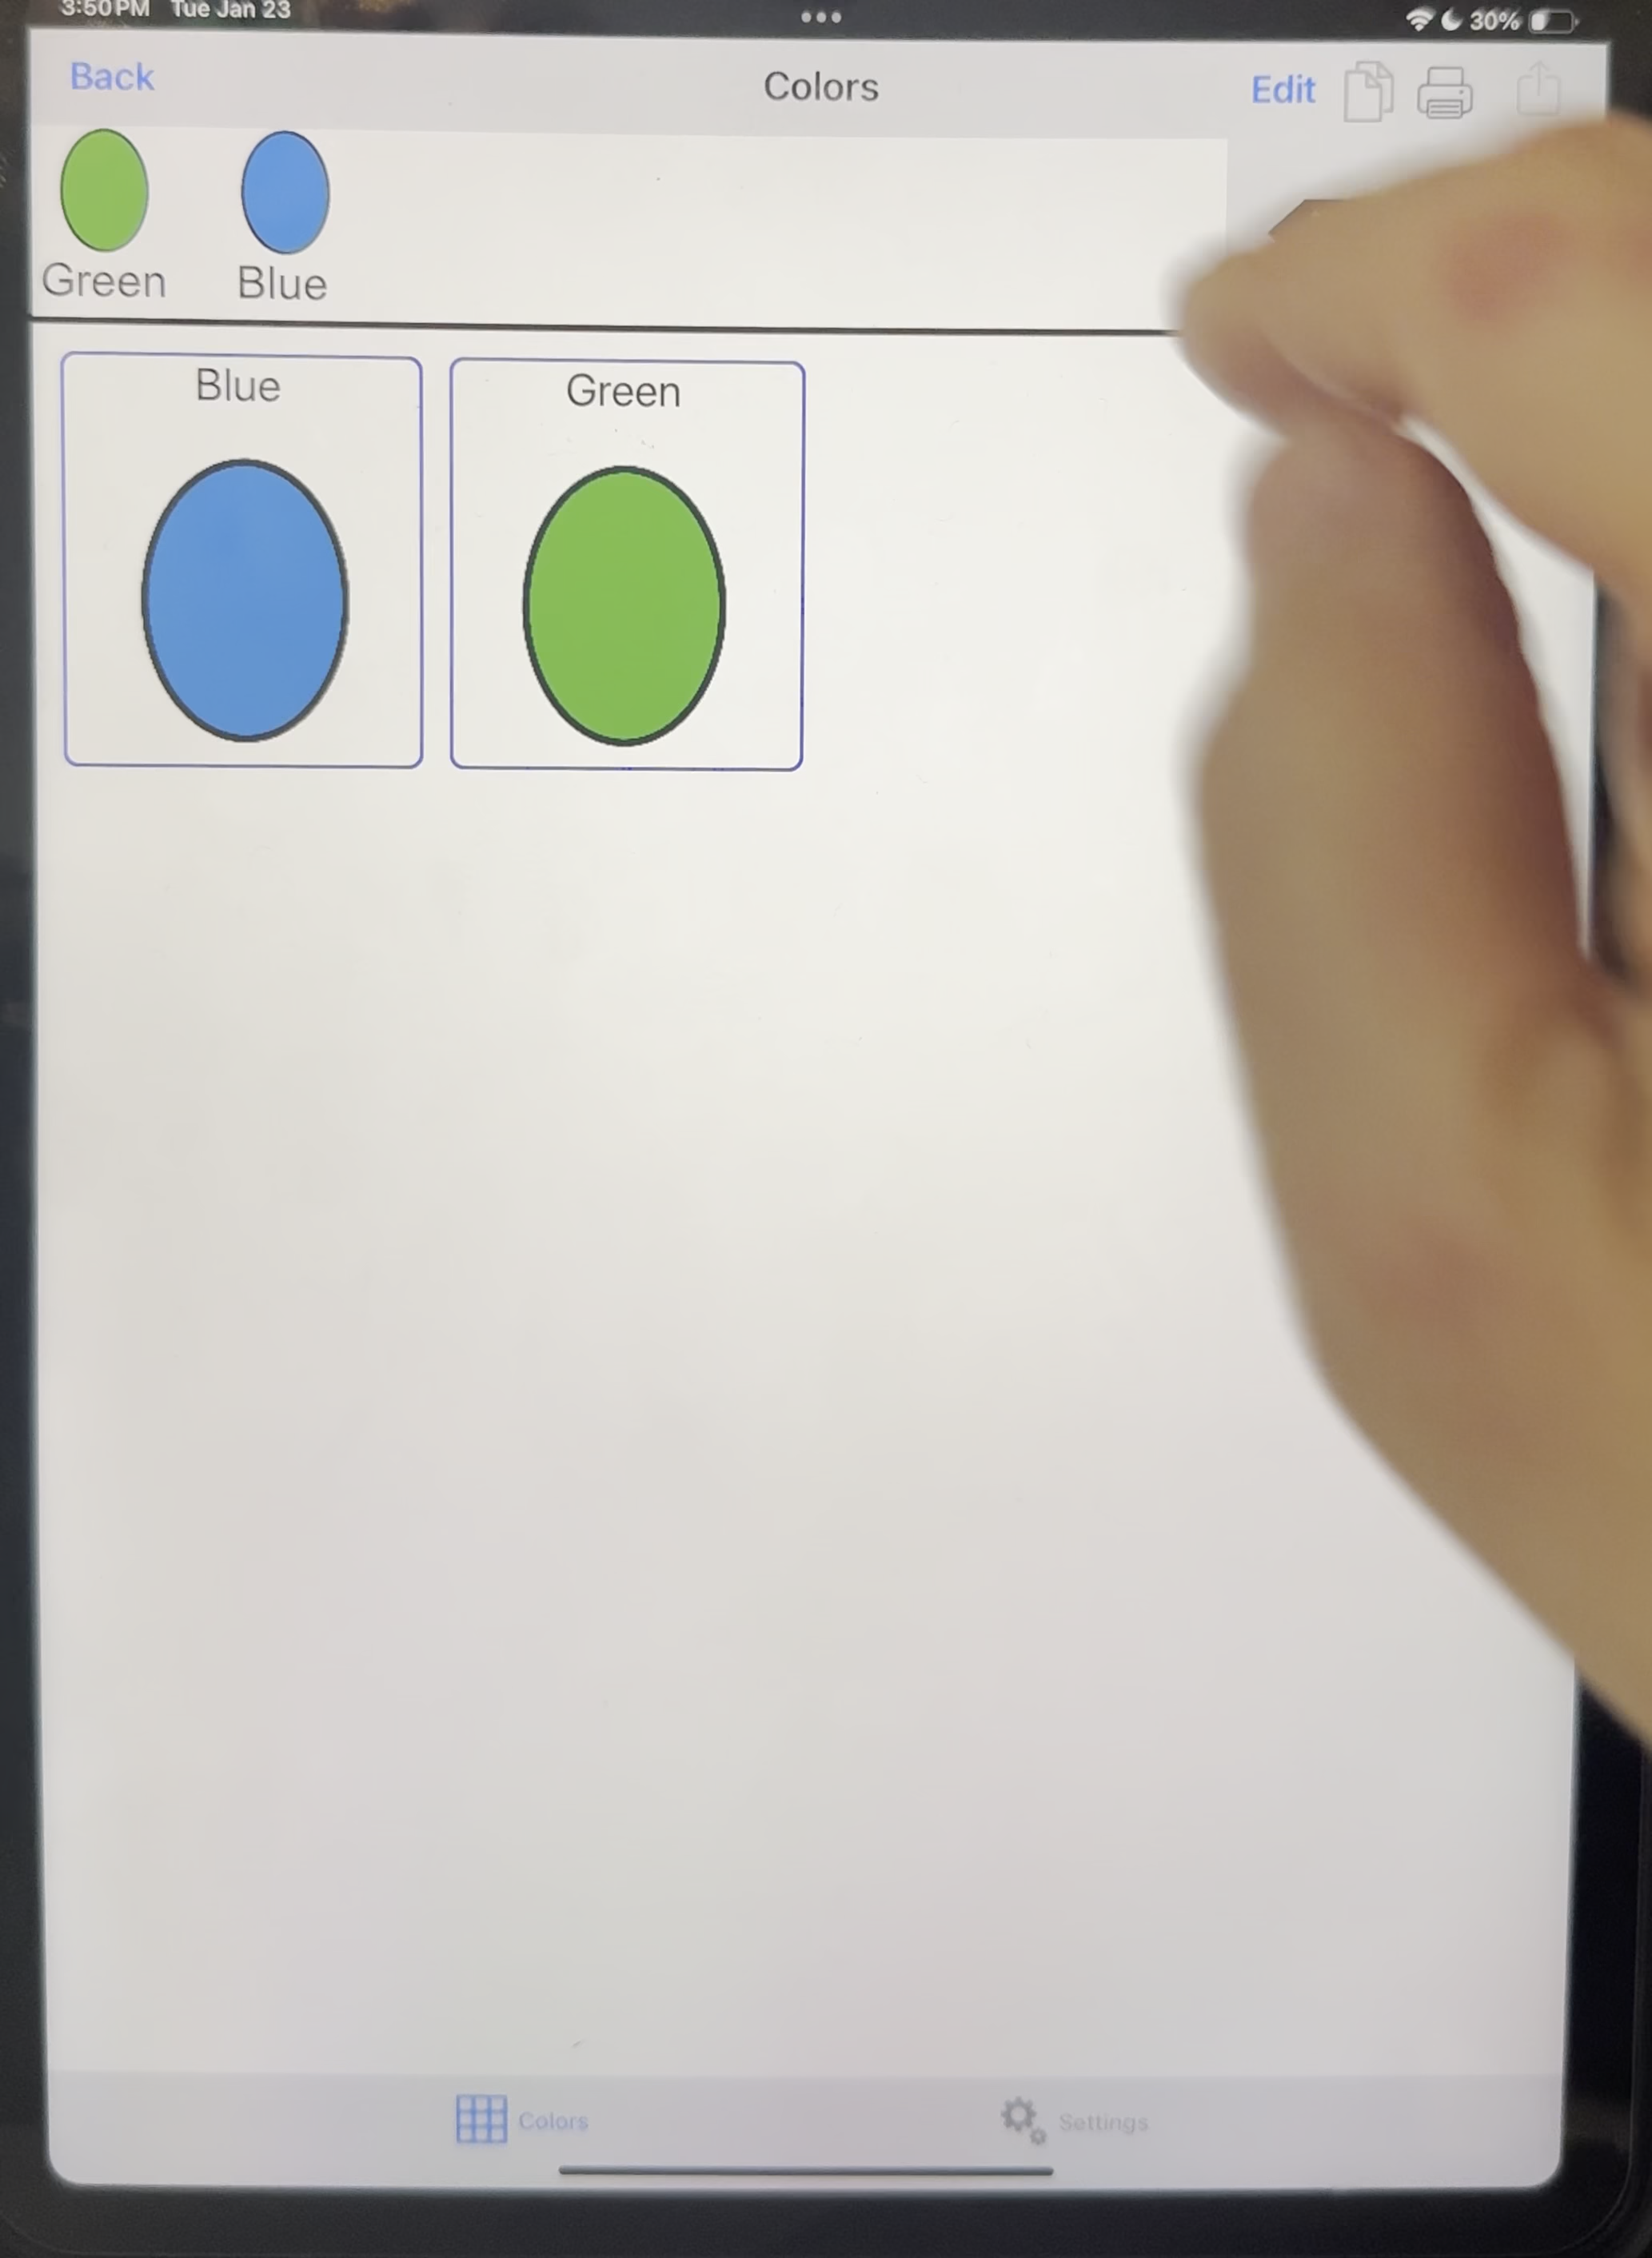 3:50 PM Tue Jan 23
30%
Back
Colors
Edit
Green
Blue
Blue
Green
Colors
Settings